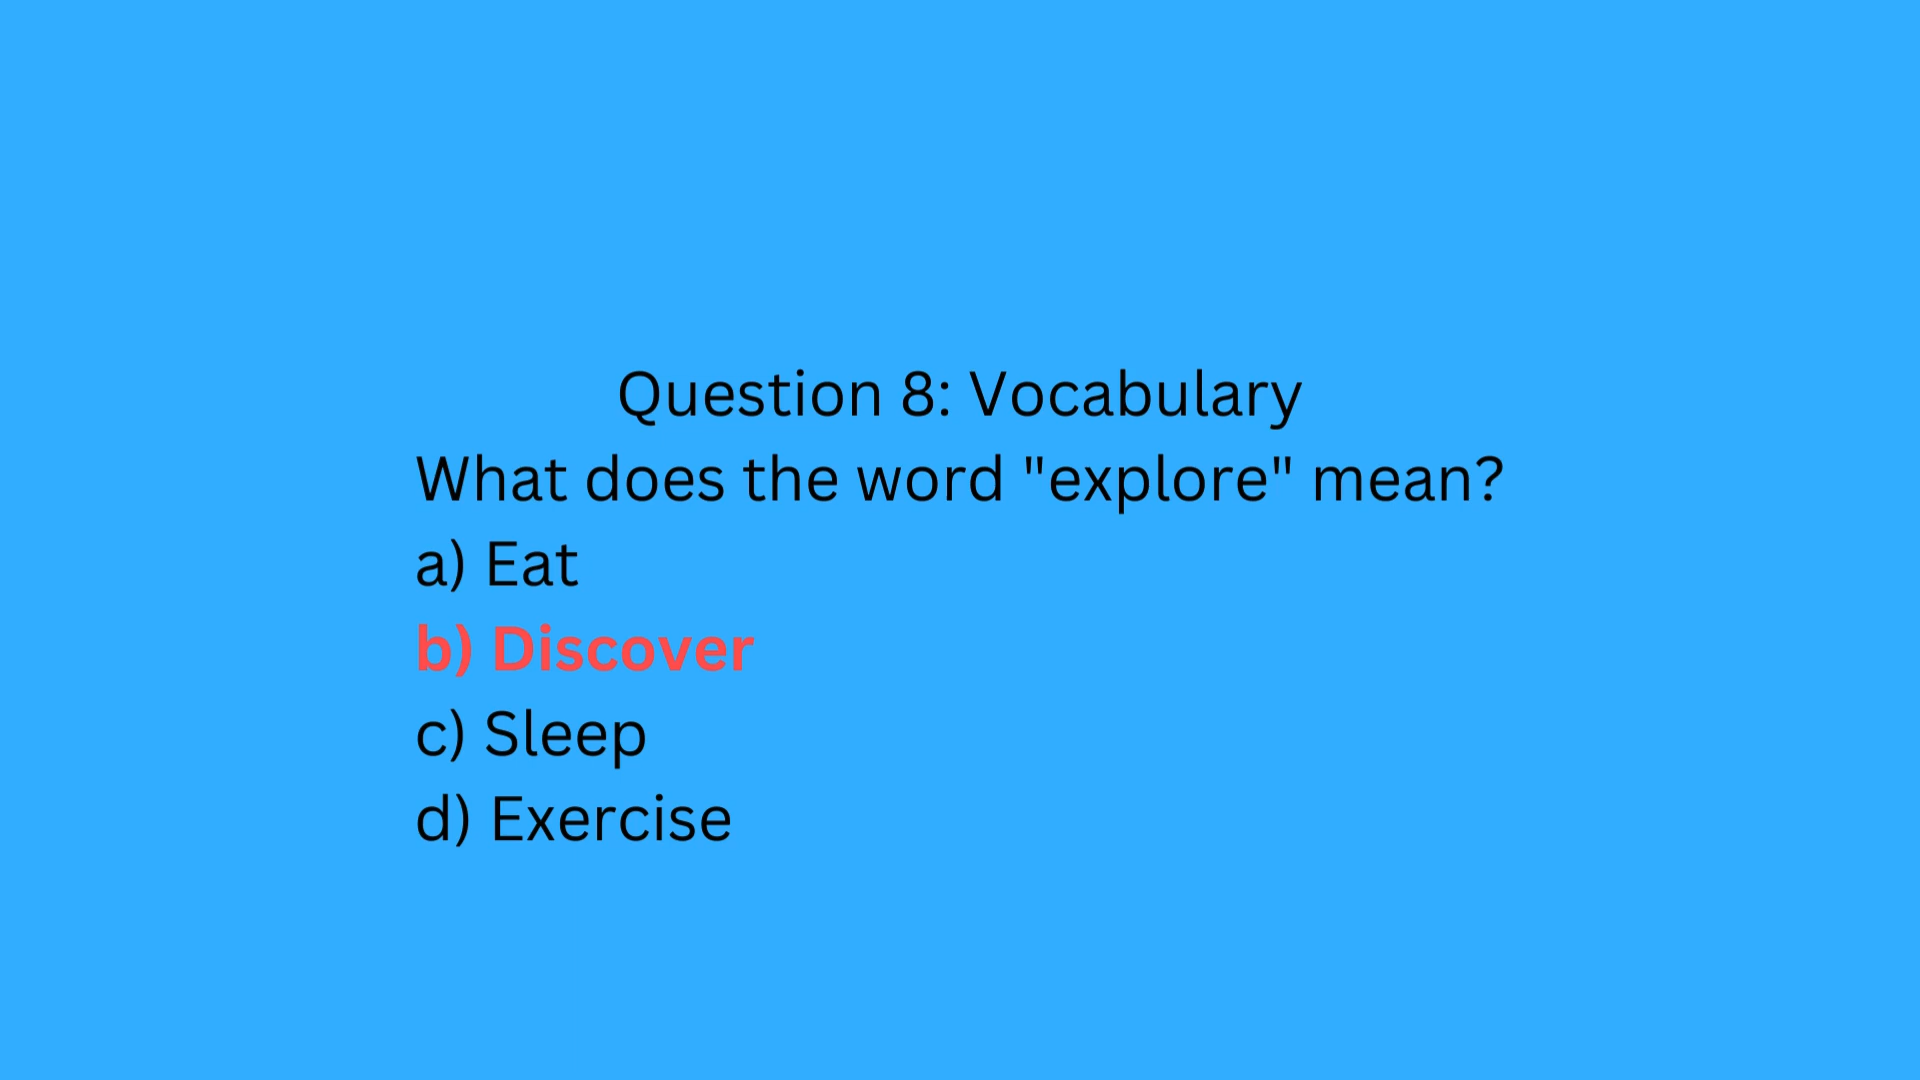 Question 8: Vocabulary
What does the word "explore" mean?
a) Eat
b) Discover
c) Sleep
d) Exercise